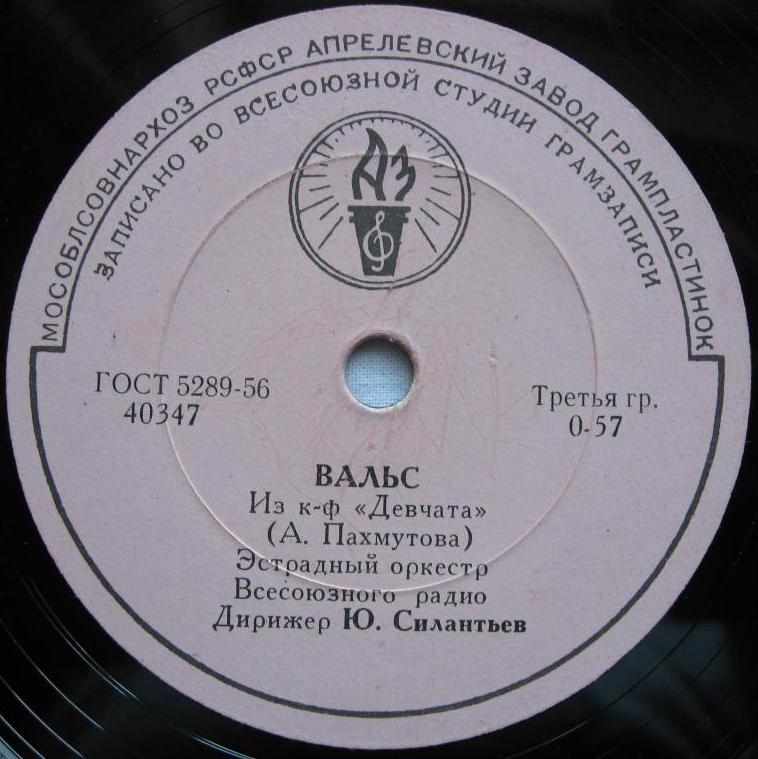 МОСОБЛСОВНАРХОЗ РСФСР АПРЕЛЕВСКИЙ ЗАВОД ГРАМПЛАСТИНОК
ЗАПИСАНО ВО ВСЕСОЮЗНОЙ СТУДИИ ГРАМЗАПИСИ
АЗ
ГОСТ 5289-56
40347
Третья гр.
0-57
ВАЛЬС
Из к-ф «Девчата»
(А. Пахмутова)
Эстрадный оркестр
Всесоюзного радио
Дирижер Ю. Силантьев